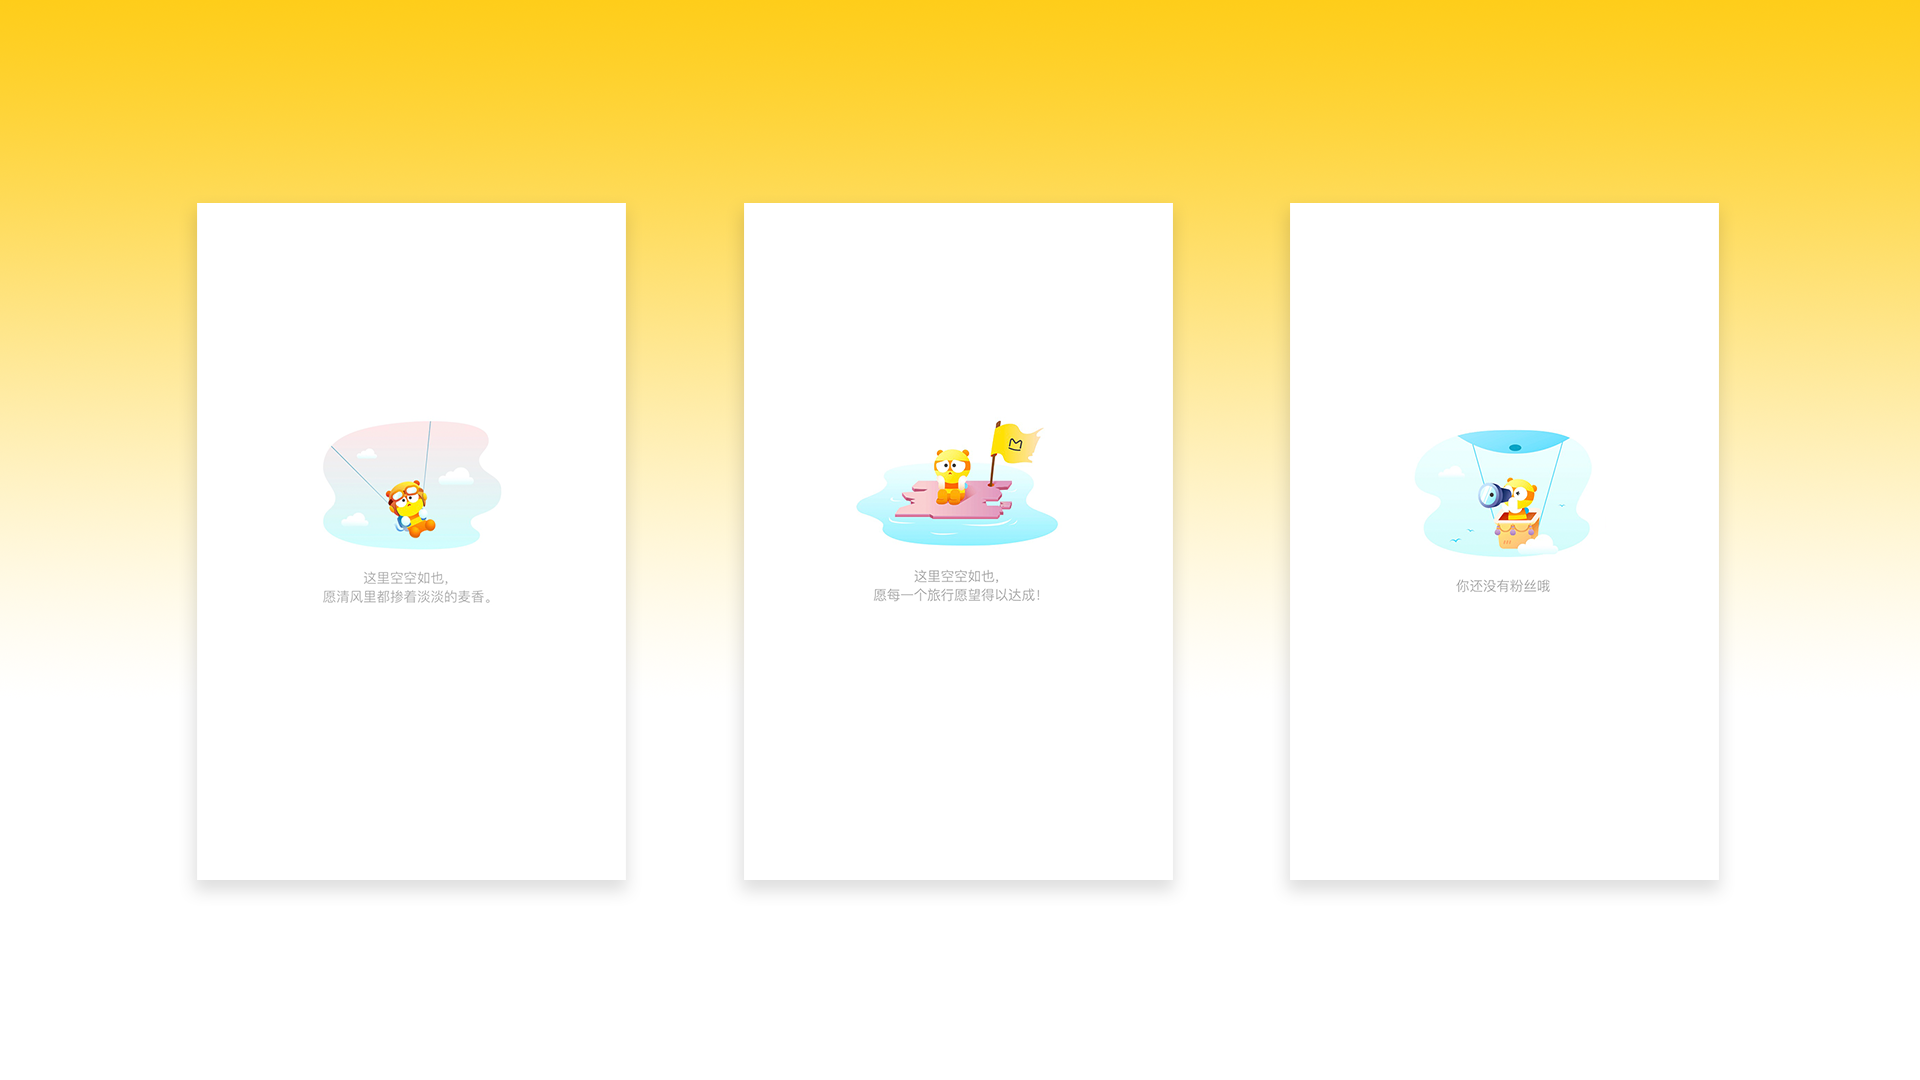 这里空空如也，
愿清风里都掺着淡淡的麦香。
这里空空如也，
愿每一个旅行愿望得以达成！
你还没有粉丝哦